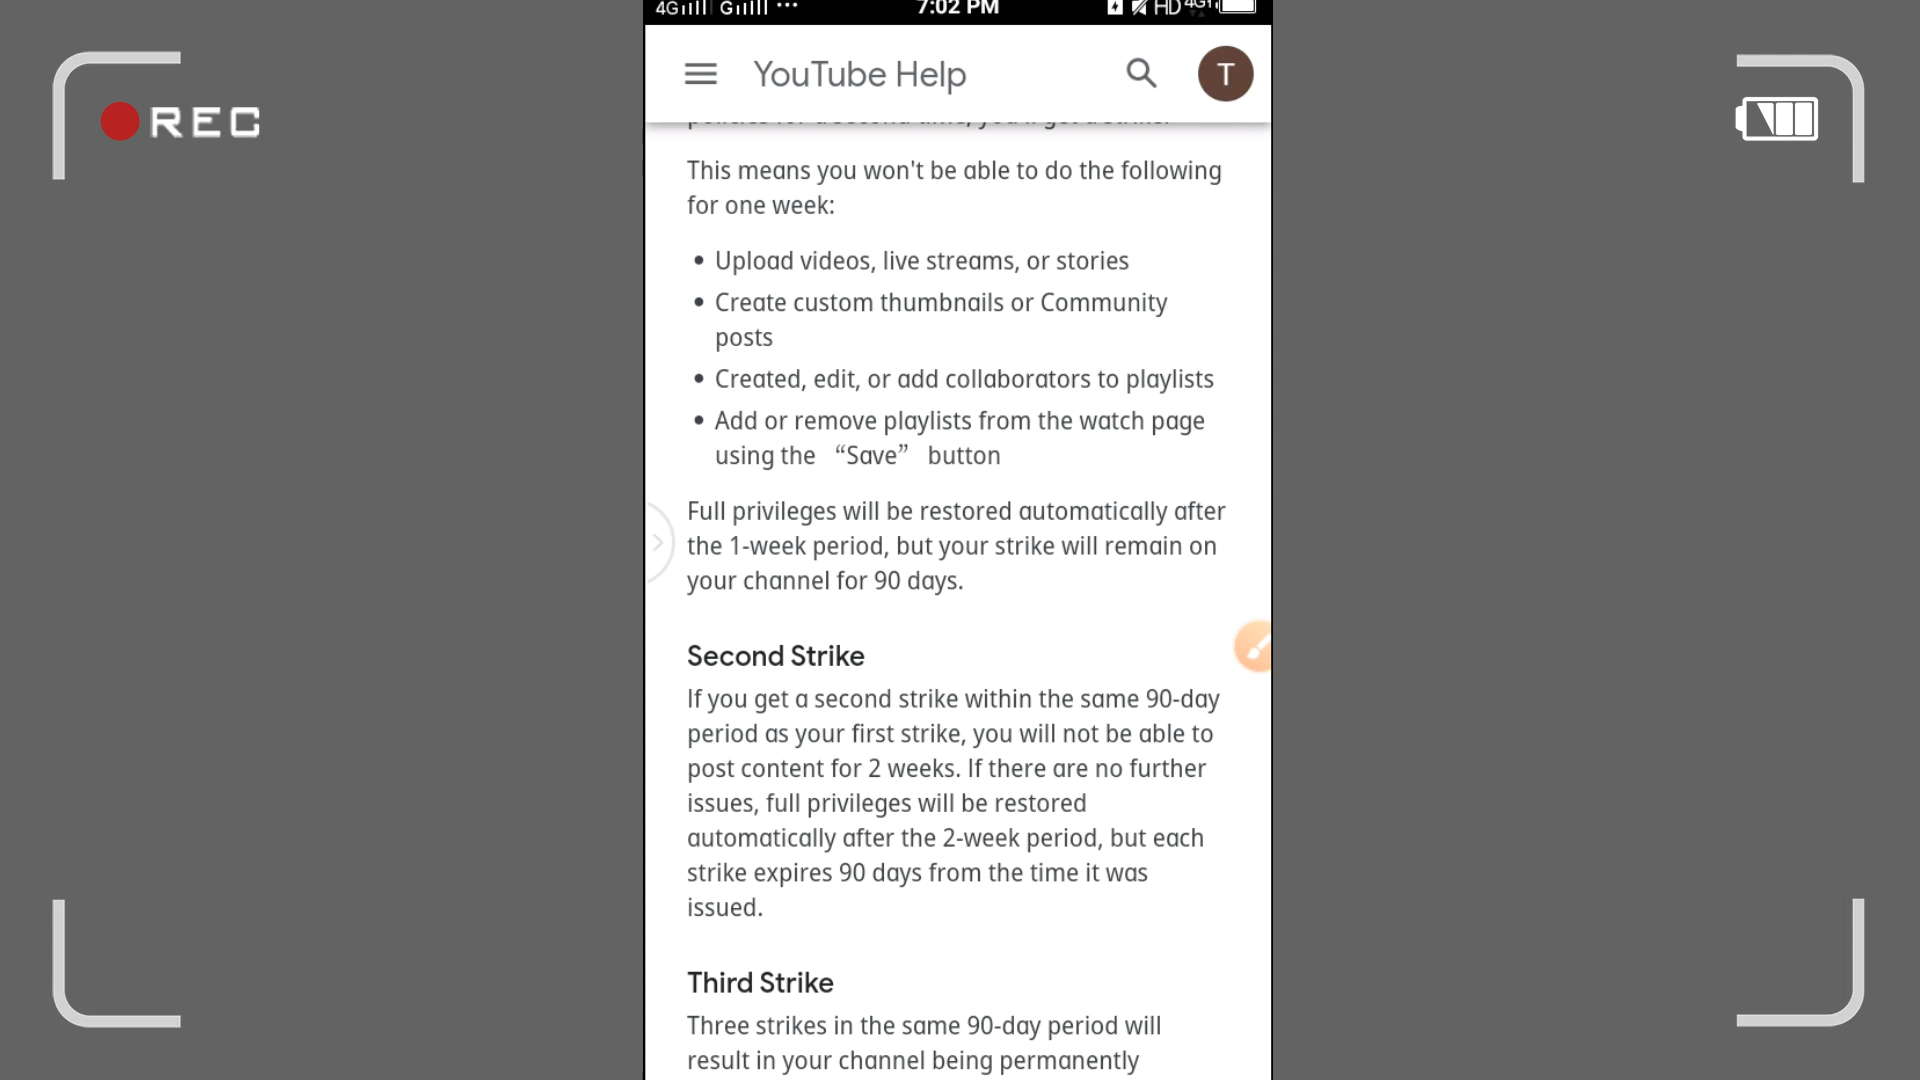 4G G ... 7:02 PM HD 4G
REC
YouTube Help
T
This means you won't be able to do the following
for one week:
• Upload videos, live streams, or stories
• Create custom thumbnails or Community
posts
• Created, edit, or add collaborators to playlists
• Add or remove playlists from the watch page
using the “Save” button
Full privileges will be restored automatically after
the 1-week period, but your strike will remain on
your channel for 90 days.
Second Strike
If you get a second strike within the same 90-day
period as your first strike, you will not be able to
post content for 2 weeks. If there are no further
issues, full privileges will be restored
automatically after the 2-week period, but each
strike expires 90 days from the time it was
issued.
Third Strike
Three strikes in the same 90-day period will
result in your channel being permanently